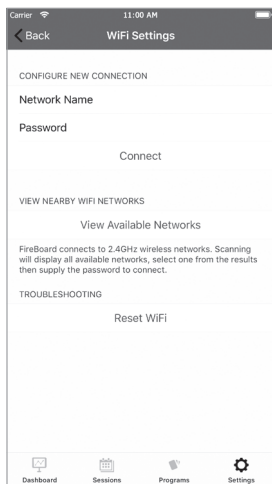 Carrier 11:00 AM
Back WiFi Settings
CONFIGURE NEW CONNECTION
Network Name
Password
Connect
VIEW NEARBY WIFI NETWORKS
View Available Networks
FireBoard connects to 2.4GHz wireless networks. Scanning
will display all available networks, select one from the results
then supply the password to connect.
TROUBLESHOOTING
Reset WiFi
Dashboard Sessions Programs Settings